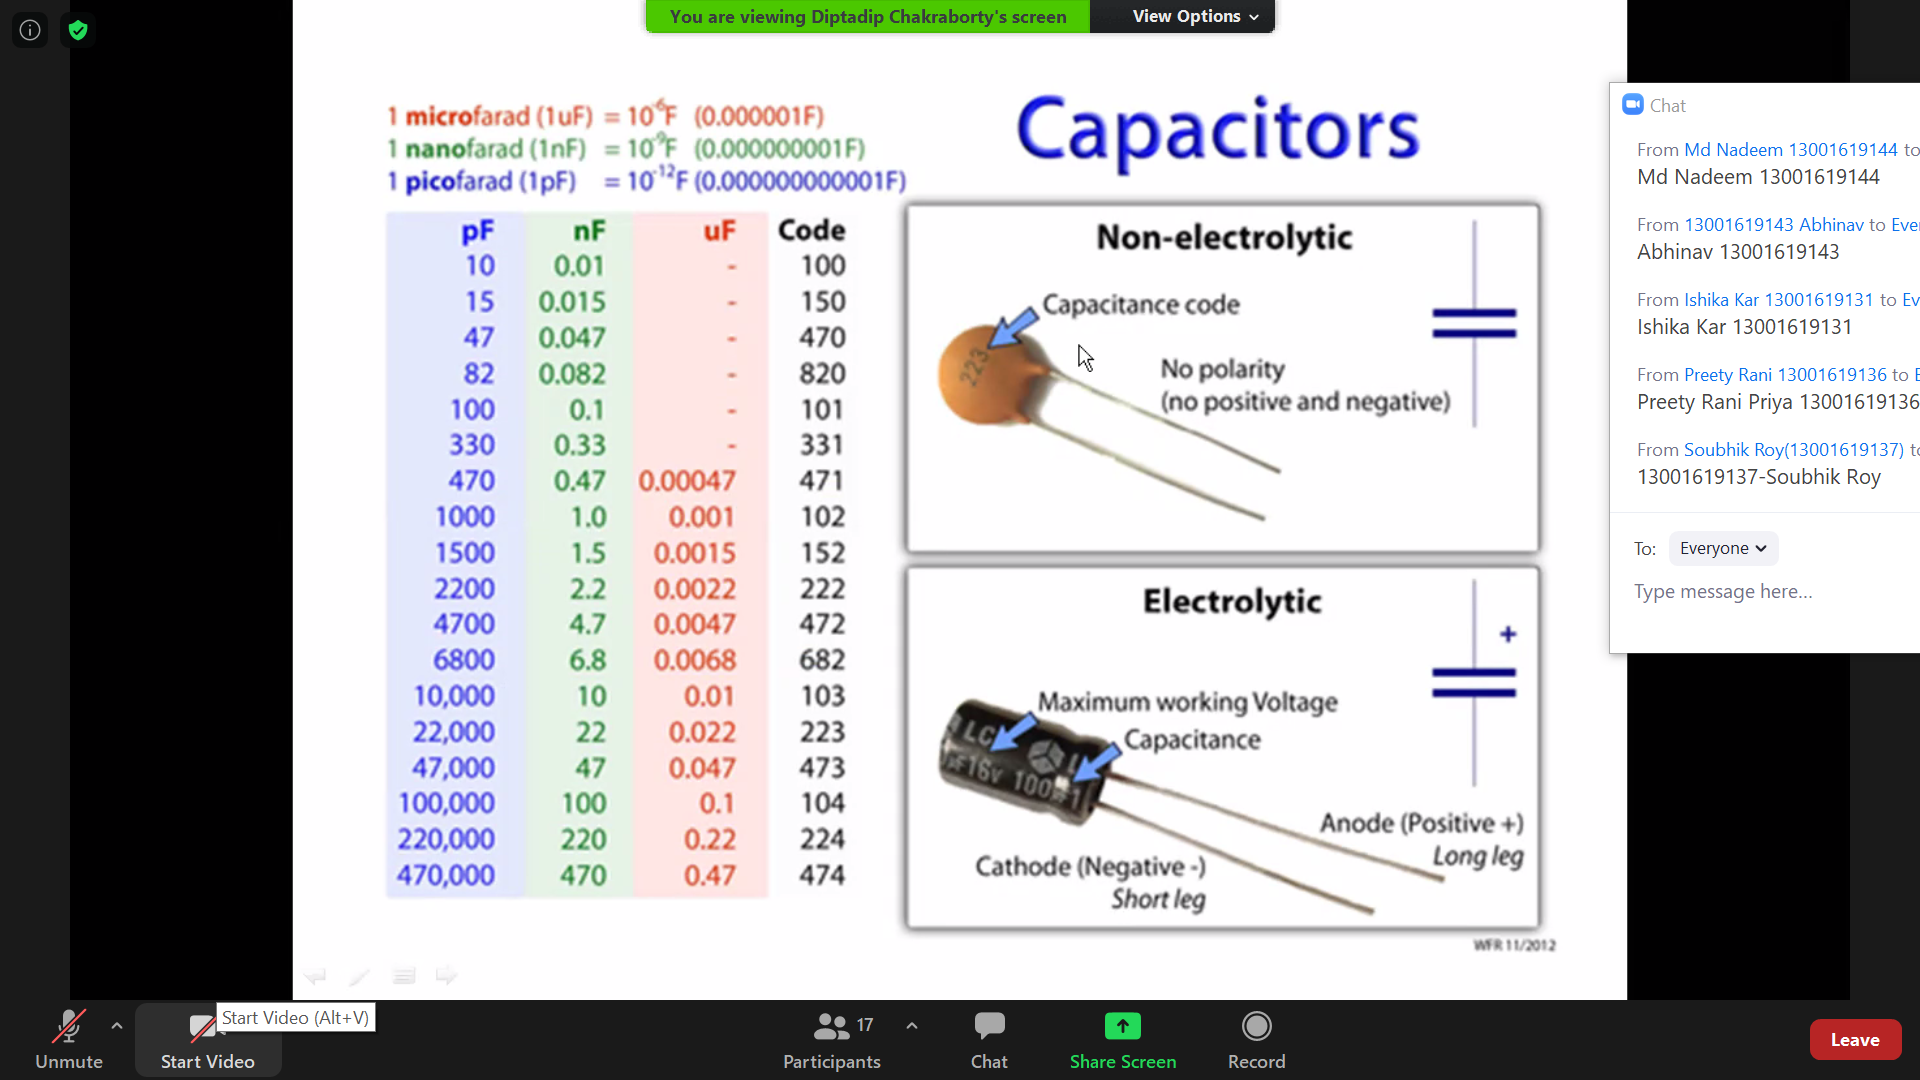 You are viewing Diptadip Chakraborty's screen
View Options
1 microfarad (1uF) = 10⁻⁶F (0.000001F)
1 nanofarad (1nF) = 10⁻⁹F (0.000000001F)
1 picofarad (1pF) = 10⁻¹²F (0.000000000001F)
Capacitors
pF nF uF Code
10 0.01 - 100
15 0.015 - 150
47 0.047 - 470
82 0.082 - 820
100 0.1 - 101
330 0.33 - 331
470 0.47 0.00047 471
1000 1.0 0.001 102
1500 1.5 0.0015 152
2200 2.2 0.0022 222
4700 4.7 0.0047 472
6800 6.8 0.0068 682
10,000 10 0.01 103
22,000 22 0.022 223
47,000 47 0.047 473
100,000 100 0.1 104
220,000 220 0.22 224
470,000 470 0.47 474
Non-electrolytic
Capacitance code
223
No polarity
(no positive and negative)
Electrolytic
+
Maximum working Voltage
Capacitance
LC
16v 100
Anode (Positive +)
Long leg
Cathode (Negative -)
Short leg
WFR 11/2012
Chat
From Md Nadeem 13001619144 to
Md Nadeem 13001619144
From 13001619143 Abhinav to Ever
Abhinav 13001619143
From Ishika Kar 13001619131 to Ev
Ishika Kar 13001619131
From Preety Rani 13001619136 to E
Preety Rani Priya 13001619136
From Soubhik Roy(13001619137) to
13001619137-Soubhik Roy
To: Everyone
Type message here...
Start Video (Alt+V)
Unmute
Start Video
17
Participants
Chat
Share Screen
Record
Leave